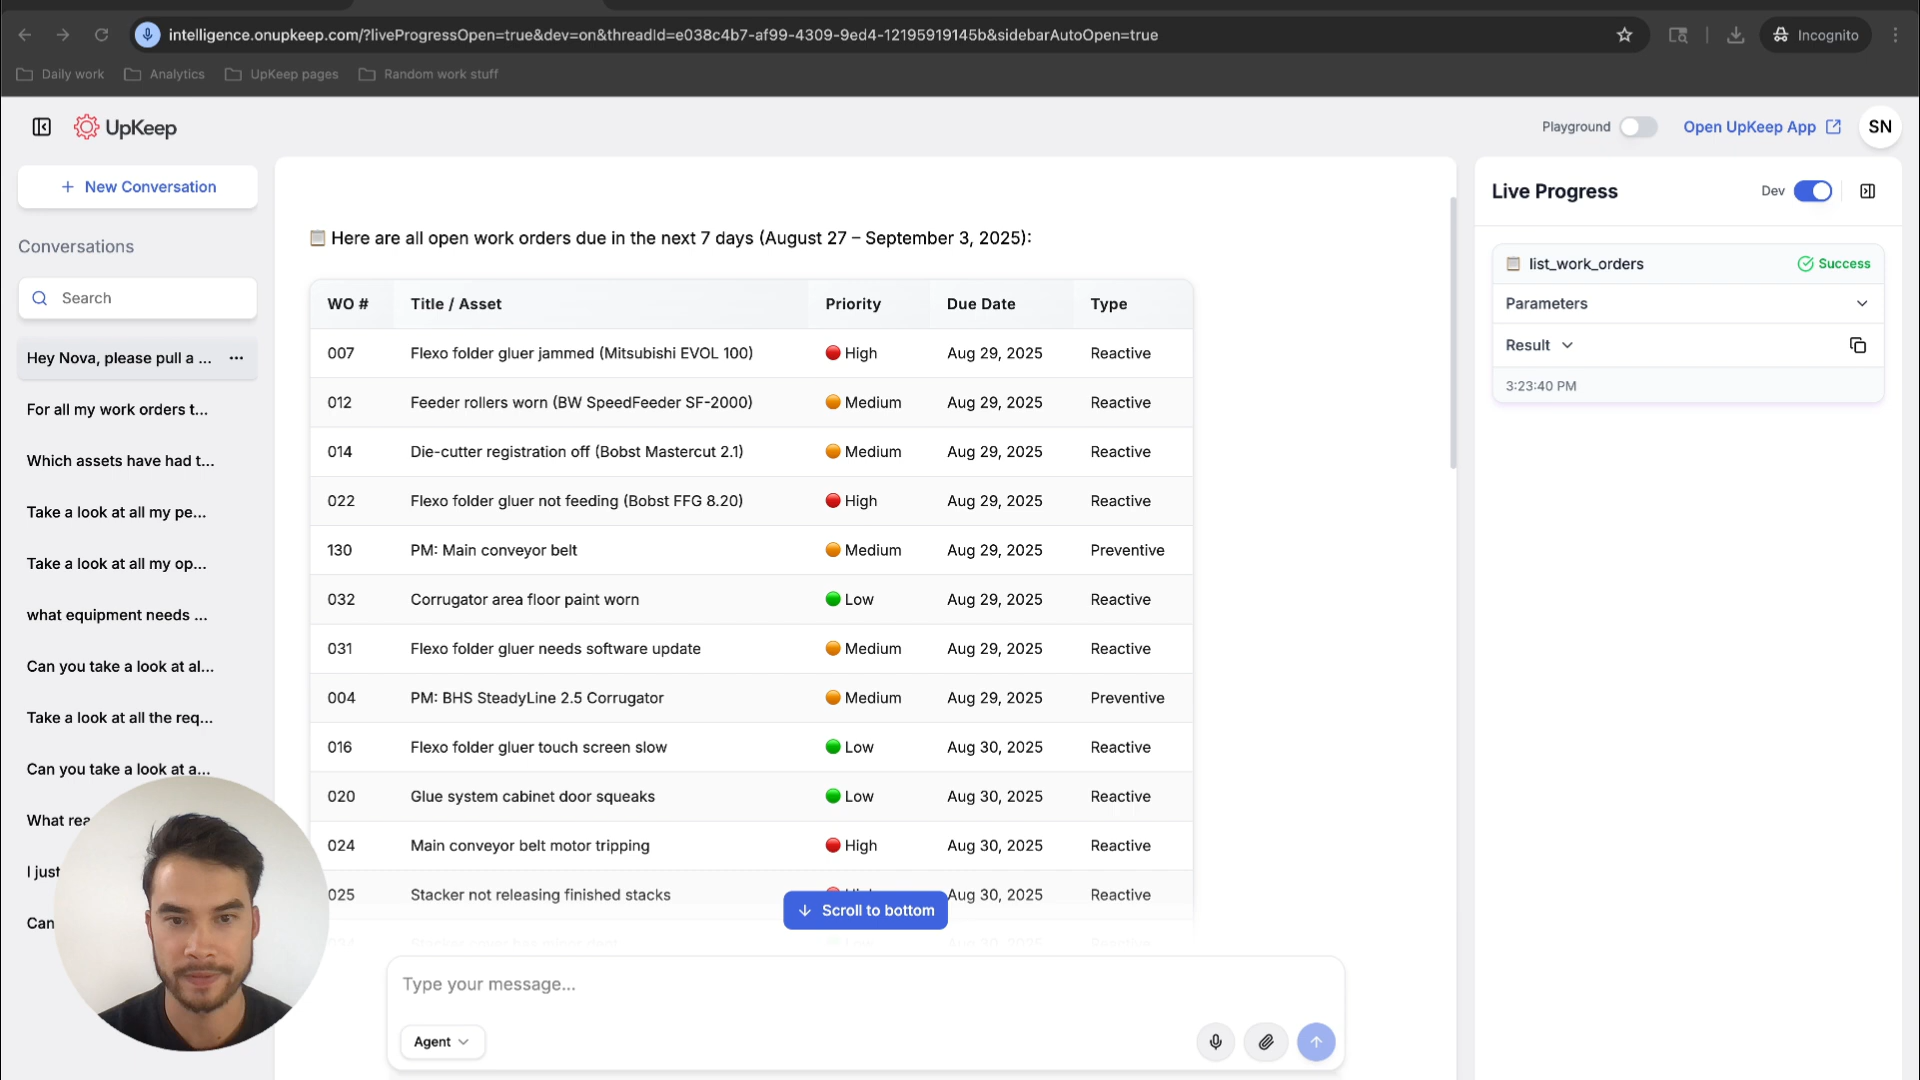 intelligence.onupkeep.com/?liveProgressOpen=true&dev=on&threadId=e038c4b7-af99-4309-9ed4-12195919145b&sidebarAutoOpen=true
Incognito
Daily work
Analytics
UpKeep pages
Random work stuff
UpKeep
Playground
Open UpKeep App
SN
+ New Conversation
Conversations
Search
Hey Nova, please pull a ...
For all my work orders t...
Which assets have had t...
Take a look at all my pe...
Take a look at all my op...
what equipment needs ...
Can you take a look at al...
Take a look at all the req...
Can you take a look at a...
What rea
I just
Can
Here are all open work orders due in the next 7 days (August 27 – September 3, 2025):
WO # Title / Asset Priority Due Date Type
007 Flexo folder gluer jammed (Mitsubishi EVOL 100) High Aug 29, 2025 Reactive
012 Feeder rollers worn (BW SpeedFeeder SF-2000) Medium Aug 29, 2025 Reactive
014 Die-cutter registration off (Bobst Mastercut 2.1) Medium Aug 29, 2025 Reactive
022 Flexo folder gluer not feeding (Bobst FFG 8.20) High Aug 29, 2025 Reactive
130 PM: Main conveyor belt Medium Aug 29, 2025 Preventive
032 Corrugator area floor paint worn Low Aug 29, 2025 Reactive
031 Flexo folder gluer needs software update Medium Aug 29, 2025 Reactive
004 PM: BHS SteadyLine 2.5 Corrugator Medium Aug 29, 2025 Preventive
016 Flexo folder gluer touch screen slow Low Aug 30, 2025 Reactive
020 Glue system cabinet door squeaks Low Aug 30, 2025 Reactive
024 Main conveyor belt motor tripping High Aug 30, 2025 Reactive
025 Stacker not releasing finished stacks Aug 30, 2025 Reactive
Scroll to bottom
Type your message...
Agent
Live Progress
Dev
list_work_orders
Success
Parameters
Result
3:23:40 PM